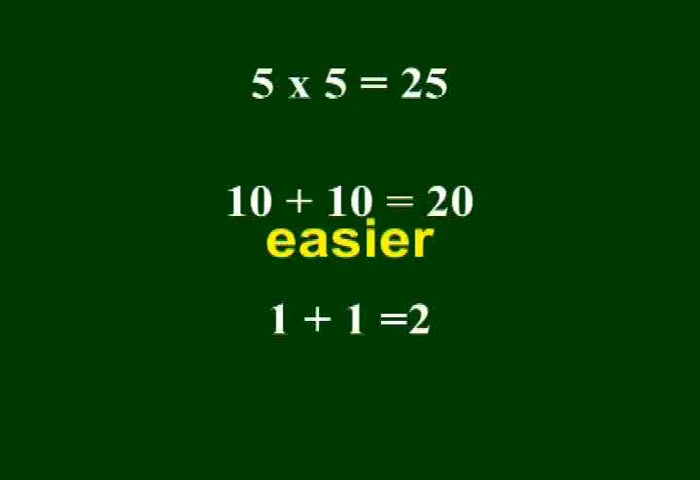 5 x 5 = 25
10 + 10 = 20
easier
1 + 1 =2